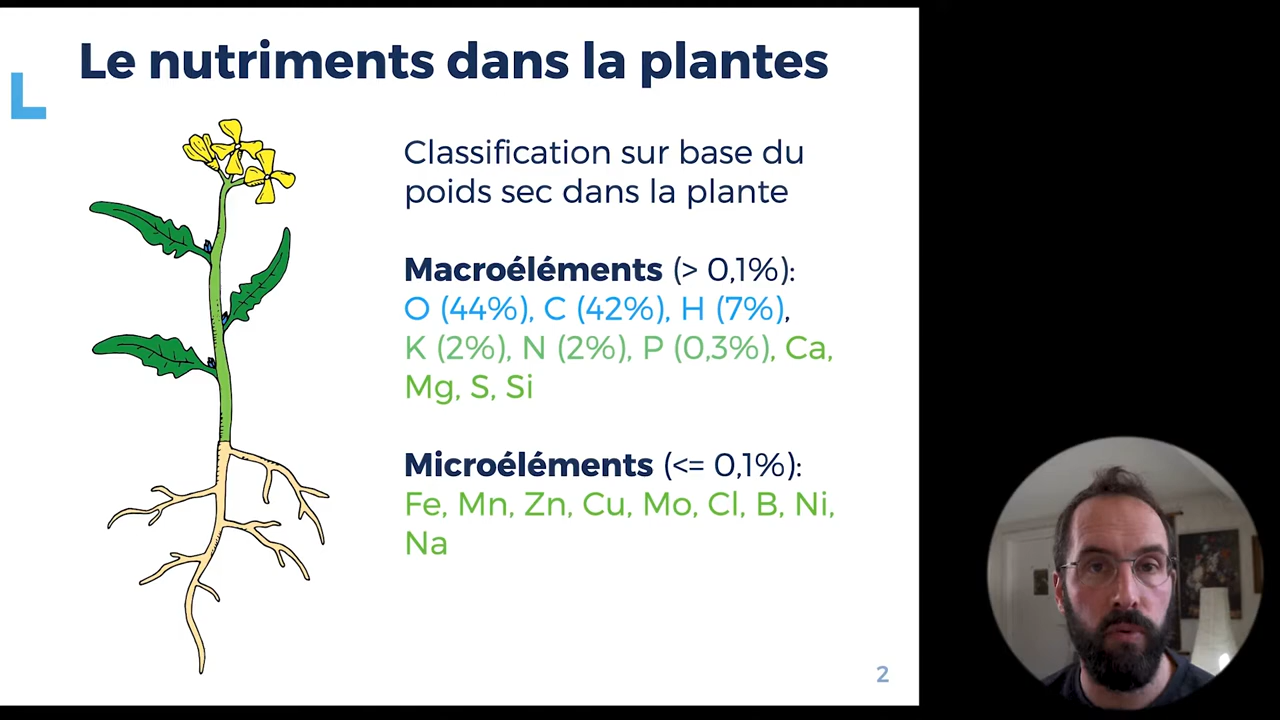 Le nutriments dans la plantes
Classification sur base du
poids sec dans la plante
Macroéléments (> 0,1%):
O (44%), C (42%), H (7%),
K (2%), N (2%), P (0,3%), Ca,
Mg, S, Si
Microéléments (<= 0,1%):
Fe, Mn, Zn, Cu, Mo, Cl, B, Ni,
Na
2